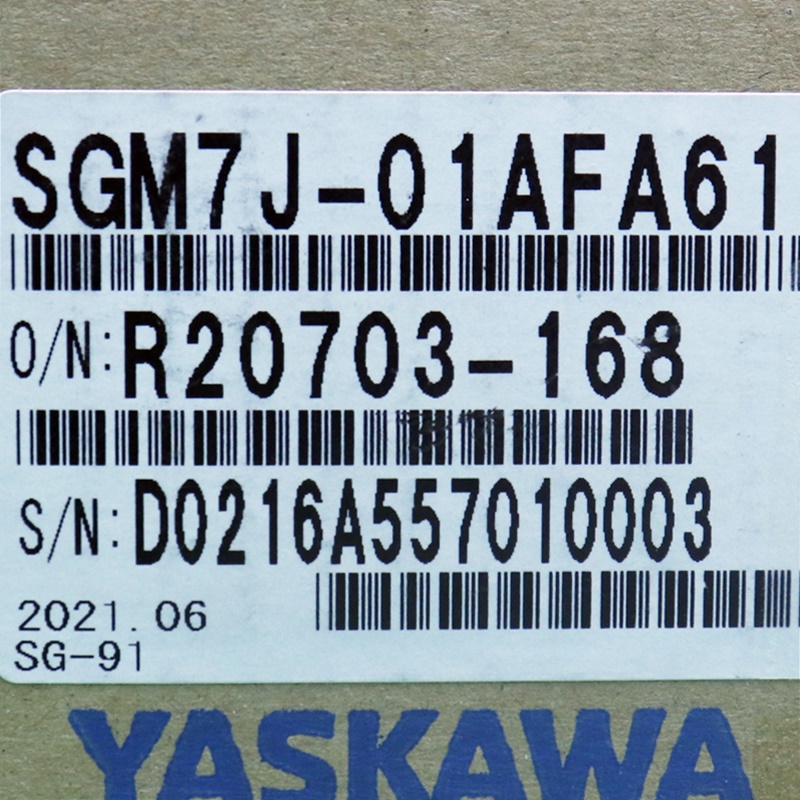 SGM7J-01AFA61
O/N:R20703-168
S/N:D0216A557010003
2021.06
SG-91
YASKAWA